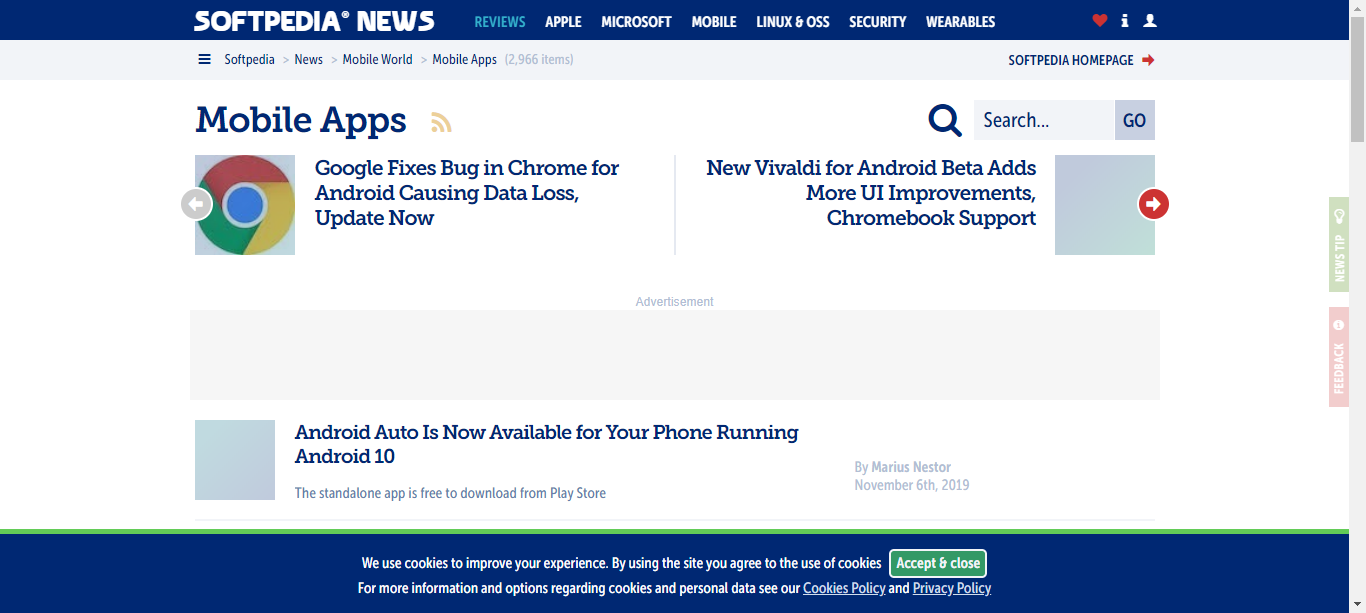 SOFTPEDIA® NEWS REVIEWS APPLE MICROSOFT MOBILE LINUX & OSS SECURITY WEARABLES
Softpedia > News > Mobile World > Mobile Apps (2,966 items) SOFTPEDIA HOMEPAGE
Mobile Apps Search... GO
Google Fixes Bug in Chrome for
Android Causing Data Loss,
Update Now
New Vivaldi for Android Beta Adds
More UI Improvements,
Chromebook Support
NEWS TIP
FEEDBACK
Advertisement
Android Auto Is Now Available for Your Phone Running
Android 10
The standalone app is free to download from Play Store
By Marius Nestor
November 6th, 2019
We use cookies to improve your experience. By using the site you agree to the use of cookies Accept & close
For more information and options regarding cookies and personal data see our Cookies Policy and Privacy Policy